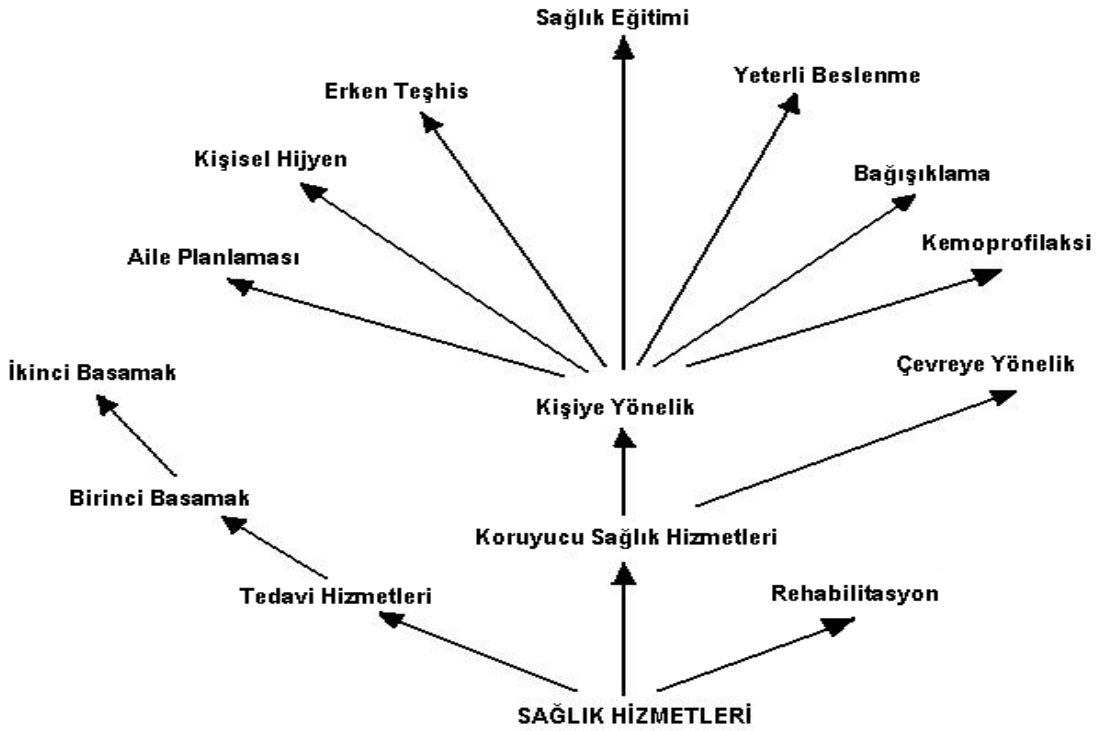 Sağlık Eğitimi
Yeterli Beslenme
Erken Teşhis
Kişisel Hijyen
Bağışıklama
Kemoprofilaksi
Aile Planlaması
Çevreye Yönelik
İkinci Basamak
Kişiye Yönelik
Birinci Basamak
Koruyucu Sağlık Hizmetleri
Tedavi Hizmetleri
Rehabilitasyon
SAĞLIK HİZMETLERİ